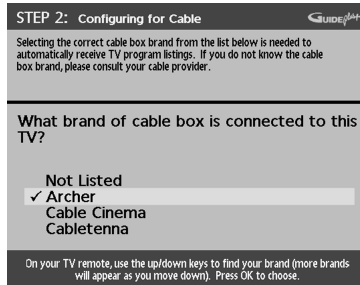 STEP 2: Configuring for Cable
GUIDE plus+
Selecting the correct cable box brand from the list below is needed to
automatically receive TV program listings. If you do not know the cable
box brand, please consult your cable provider.
What brand of cable box is connected to this
TV?
Not Listed
✓ Archer
Cable Cinema
Cabletenna
On your TV remote, use the up/down keys to find your brand (more brands
will appear as you move down). Press OK to choose.